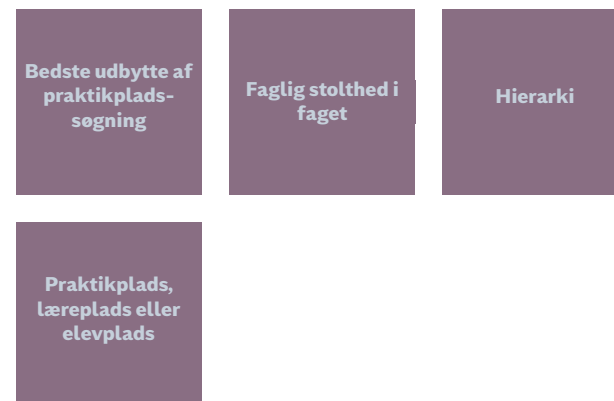 Bedste udbytte af
praktikplads-
søgning
Faglig stolthed i
faget
Hierarki
Praktikplads,
læreplads eller
elevplads